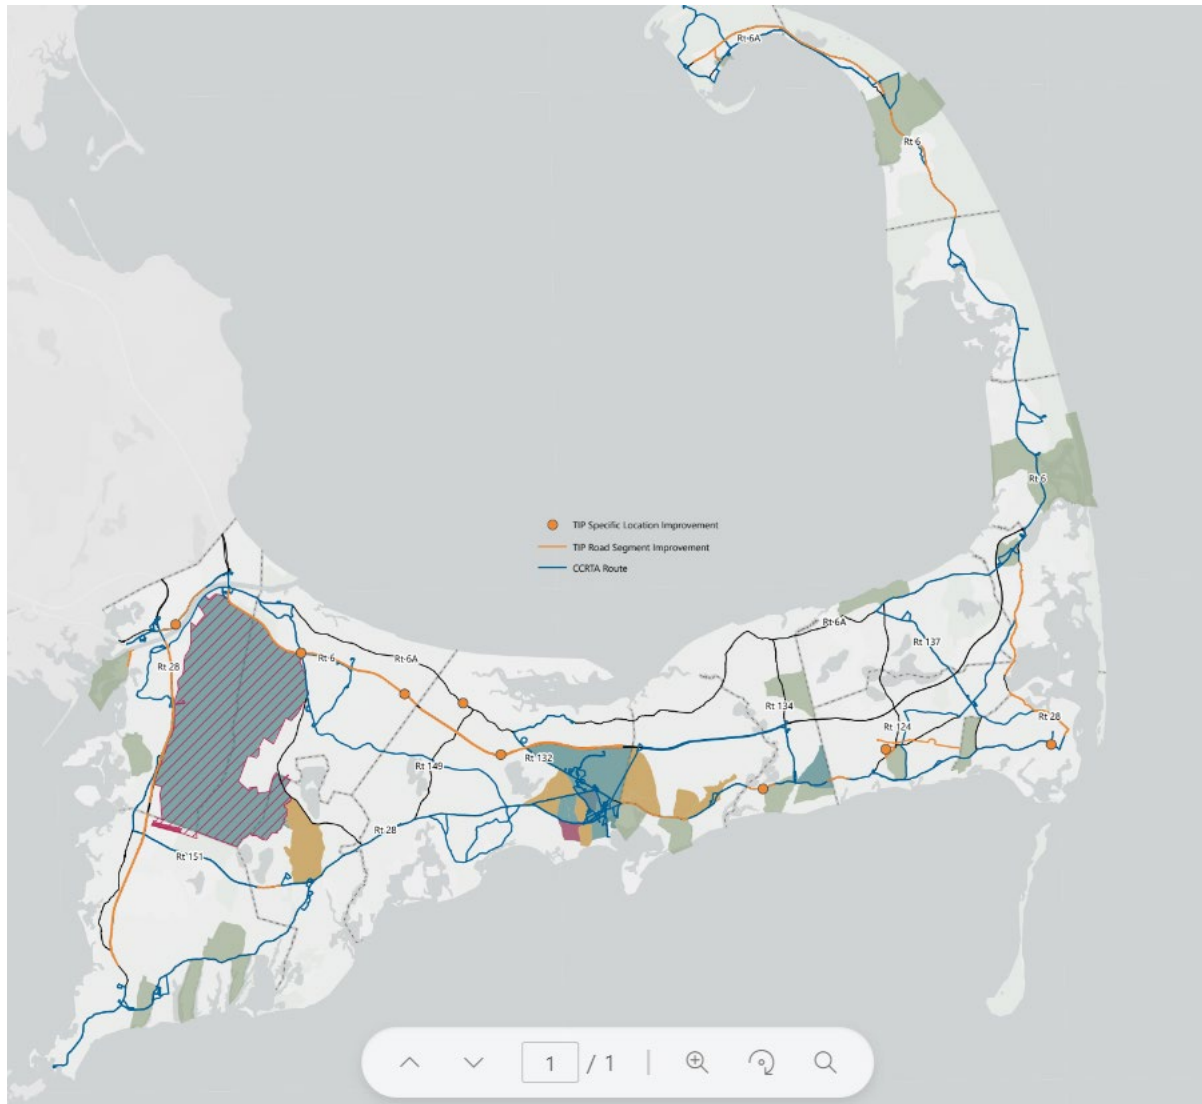 Rt 6A
Rt 6
Rt 6
TIP Specific Location Improvement
TIP Road Segment Improvement
CCRTA Route
Rt 6A
Rt 137
Rt 6
Rt 6A
Rt 28
Rt 134
Rt 28
Rt 124
Rt 132
Rt 149
Rt 28
Rt 151
1 / 1